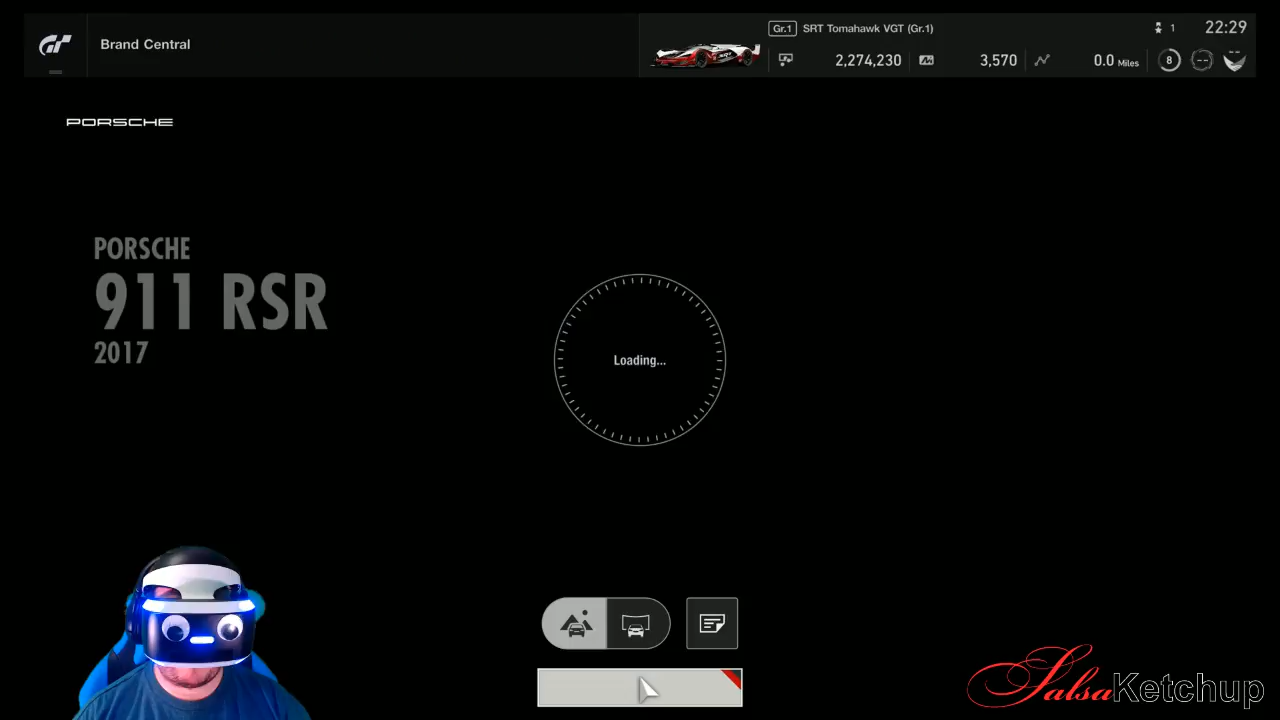 GT
Brand Central
Gr.1 SRT Tomahawk VGT (Gr.1)
1
22:29
2,274,230
3,570
0.0 Miles
8
--
--
PORSCHE
PORSCHE
911 RSR
2017
Loading...
SalsaKetchup